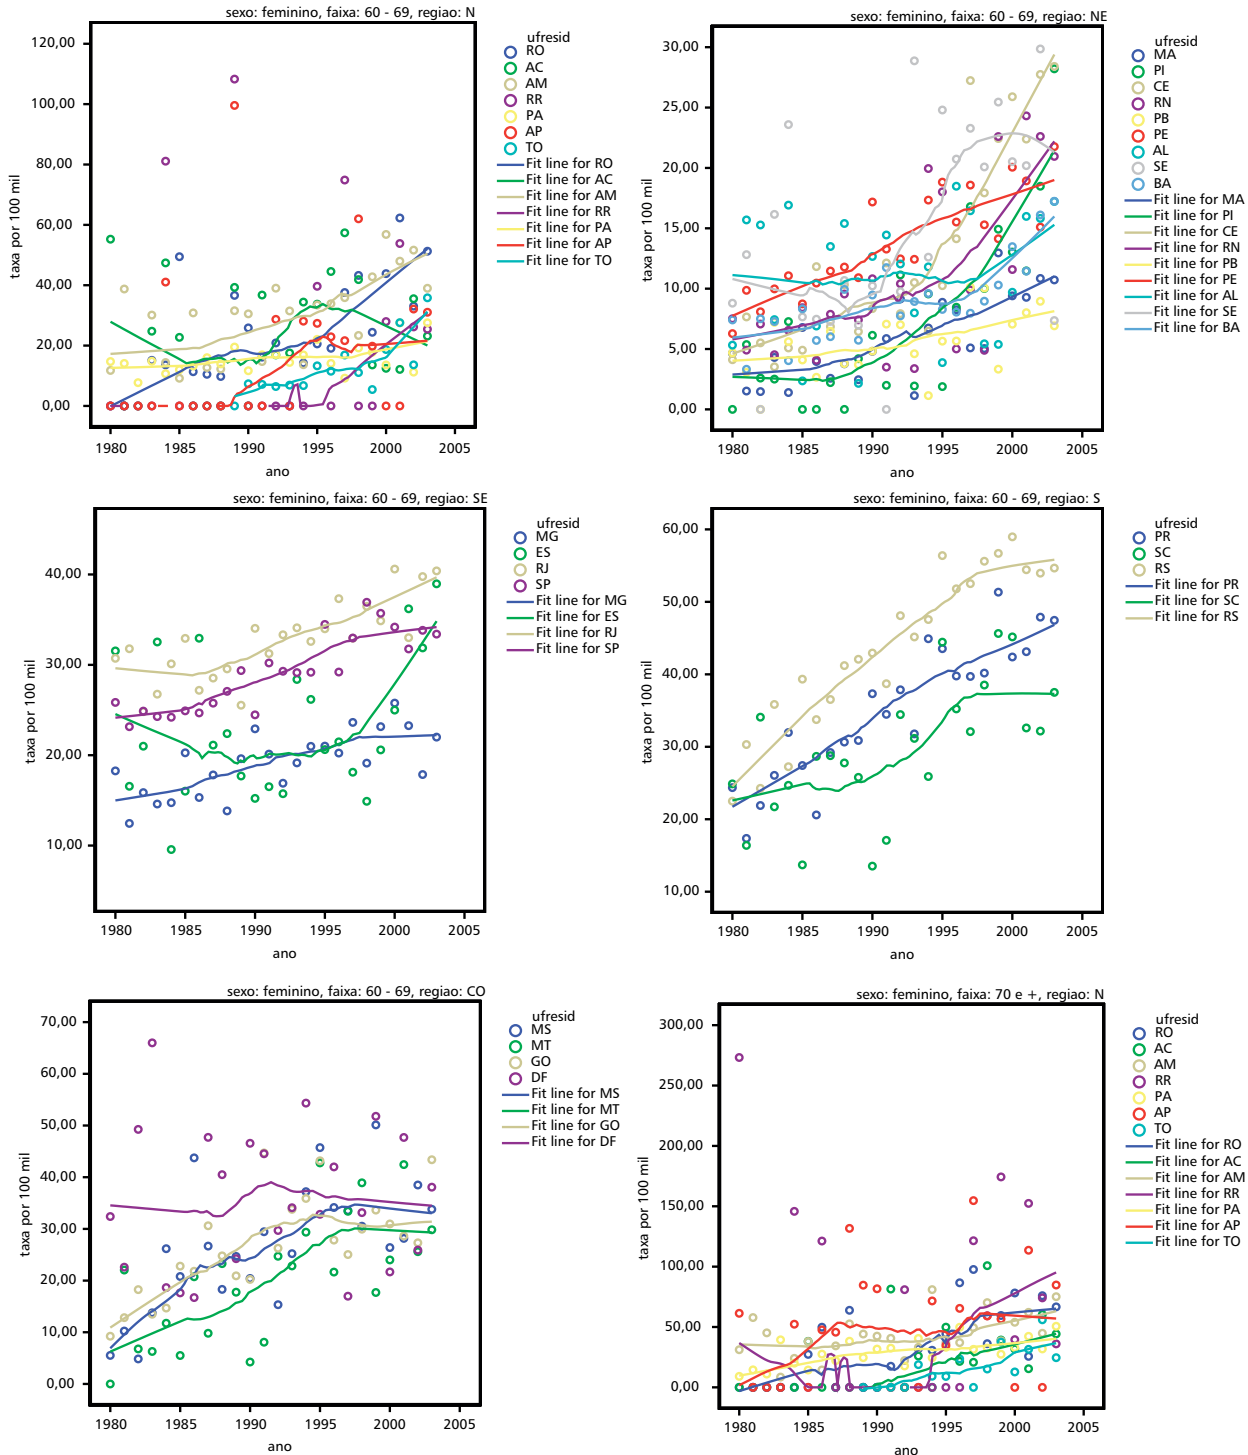 sexo: feminino, faixa: 60 - 69, regiao: N
taxa por 100 mil
120,00
100,00
80,00
60,00
40,00
20,00
0,00
1980 1985 1990 1995 2000 2005
ano
ufresid
RO
AC
AM
RR
PA
AP
TO
Fit line for RO
Fit line for AC
Fit line for AM
Fit line for RR
Fit line for PA
Fit line for AP
Fit line for TO
sexo: feminino, faixa: 60 - 69, regiao: NE
taxa por 100 mil
30,00
25,00
20,00
15,00
10,00
5,00
0,00
1980 1985 1990 1995 2000 2005
ano
ufresid
MA
PI
CE
RN
PB
PE
AL
SE
BA
Fit line for MA
Fit line for PI
Fit line for CE
Fit line for RN
Fit line for PB
Fit line for PE
Fit line for AL
Fit line for SE
Fit line for BA
sexo: feminino, faixa: 60 - 69, regiao: SE
taxa por 100 mil
40,00
30,00
20,00
10,00
1980 1985 1990 1995 2000 2005
ano
ufresid
MG
ES
RJ
SP
Fit line for MG
Fit line for ES
Fit line for RJ
Fit line for SP
sexo: feminino, faixa: 60 - 69, regiao: S
taxa por 100 mil
60,00
50,00
40,00
30,00
20,00
10,00
1980 1985 1990 1995 2000 2005
ano
ufresid
PR
SC
RS
Fit line for PR
Fit line for SC
Fit line for RS
sexo: feminino, faixa: 60 - 69, regiao: CO
taxa por 100 mil
70,00
60,00
50,00
40,00
30,00
20,00
10,00
0,00
1980 1985 1990 1995 2000 2005
ano
ufresid
MS
MT
GO
DF
Fit line for MS
Fit line for MT
Fit line for GO
Fit line for DF
sexo: feminino, faixa: 70 e +, regiao: N
taxa por 100 mil
300,00
250,00
200,00
150,00
100,00
50,00
0,00
1980 1985 1990 1995 2000 2005
ano
ufresid
RO
AC
AM
RR
PA
AP
TO
Fit line for RO
Fit line for AC
Fit line for AM
Fit line for RR
Fit line for PA
Fit line for AP
Fit line for TO